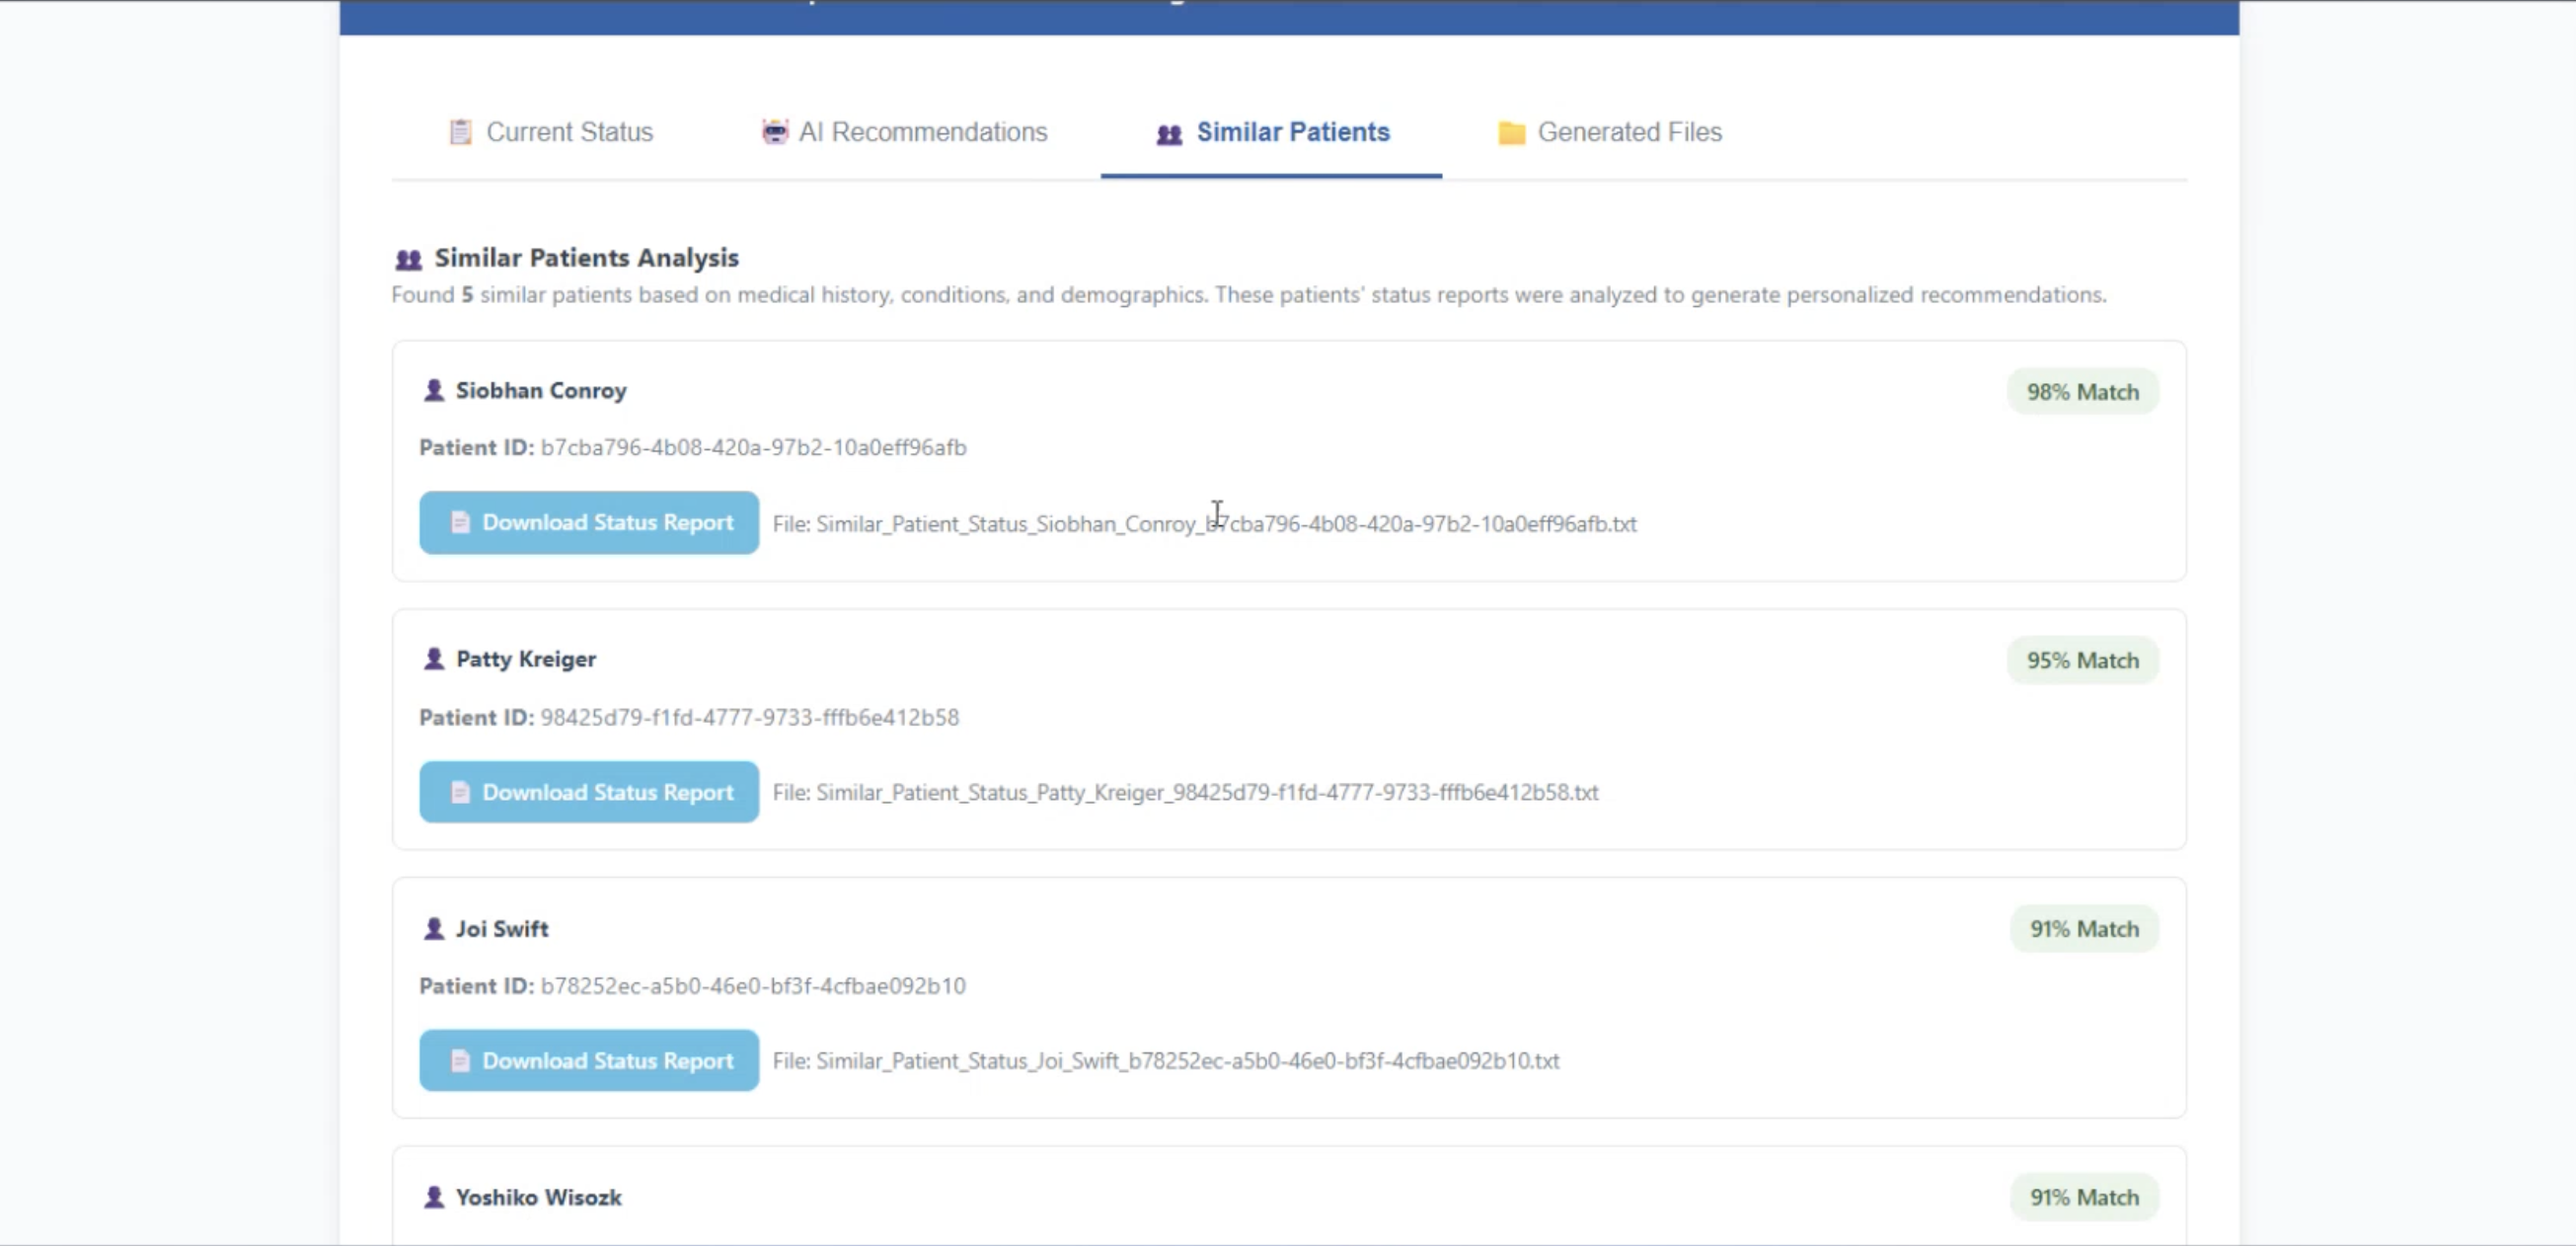 Current Status
AI Recommendations
Similar Patients
Generated Files
Similar Patients Analysis
Found 5 similar patients based on medical history, conditions, and demographics. These patients' status reports were analyzed to generate personalized recommendations.
Siobhan Conroy
98% Match
Patient ID: b7cba796-4b08-420a-97b2-10a0eff96afb
Download Status Report
File: Similar_Patient_Status_Siobhan_Conroy_b7cba796-4b08-420a-97b2-10a0eff96afb.txt
Patty Kreiger
95% Match
Patient ID: 98425d79-f1fd-4777-9733-fffb6e412b58
Download Status Report
File: Similar_Patient_Status_Patty_Kreiger_98425d79-f1fd-4777-9733-fffb6e412b58.txt
Joi Swift
91% Match
Patient ID: b78252ec-a5b0-46e0-bf3f-4cfbae092b10
Download Status Report
File: Similar_Patient_Status_Joi_Swift_b78252ec-a5b0-46e0-bf3f-4cfbae092b10.txt
Yoshiko Wisozk
91% Match